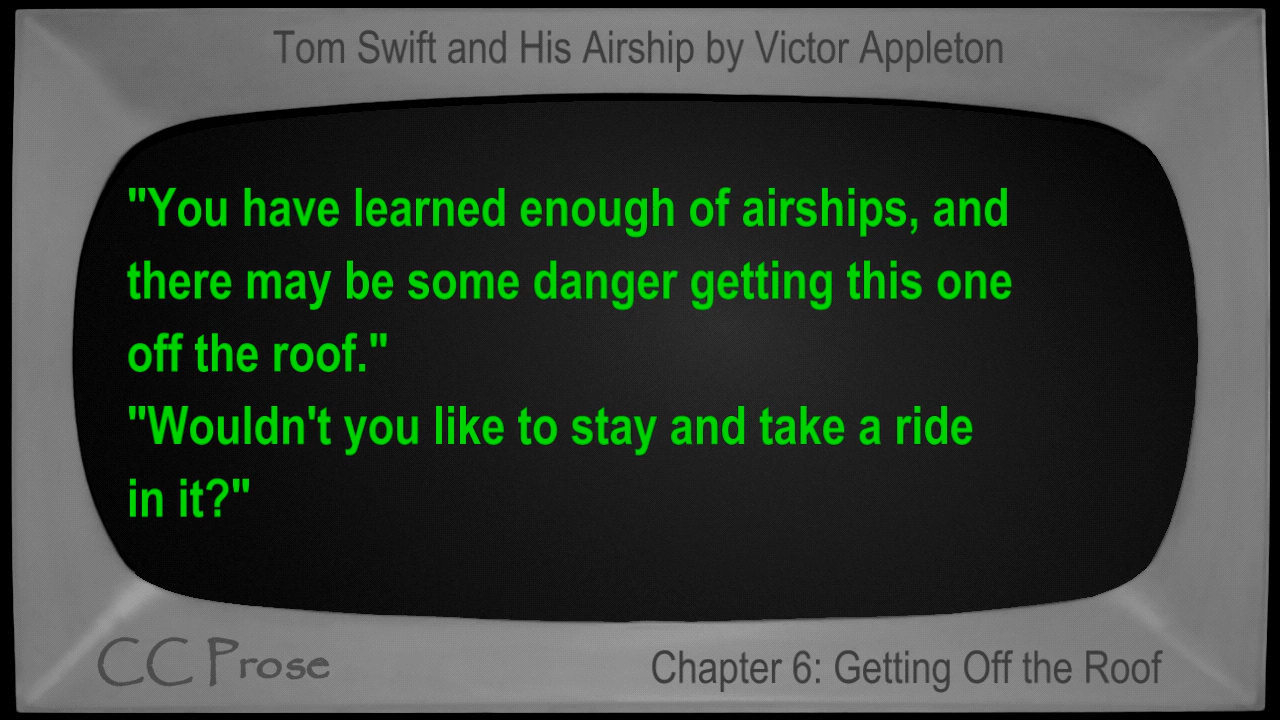 Tom Swift and His Airship by Victor Appleton
"You have learned enough of airships, and
there may be some danger getting this one
off the roof."
"Wouldn't you like to stay and take a ride
in it?"
CC Prose
Chapter 6: Getting Off the Roof